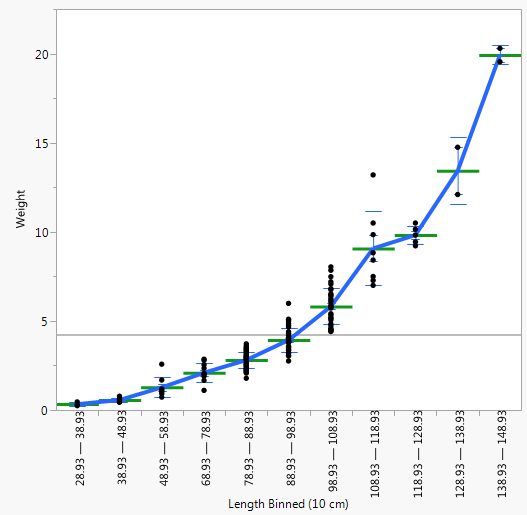 20
15
10
5
0
Weight
28.93 — 38.93
38.93 — 48.93
48.93 — 58.93
68.93 — 78.93
78.93 — 88.93
88.93 — 98.93
98.93 — 108.93
108.93 — 118.93
118.93 — 128.93
128.93 — 138.93
138.93 — 148.93
Length Binned (10 cm)